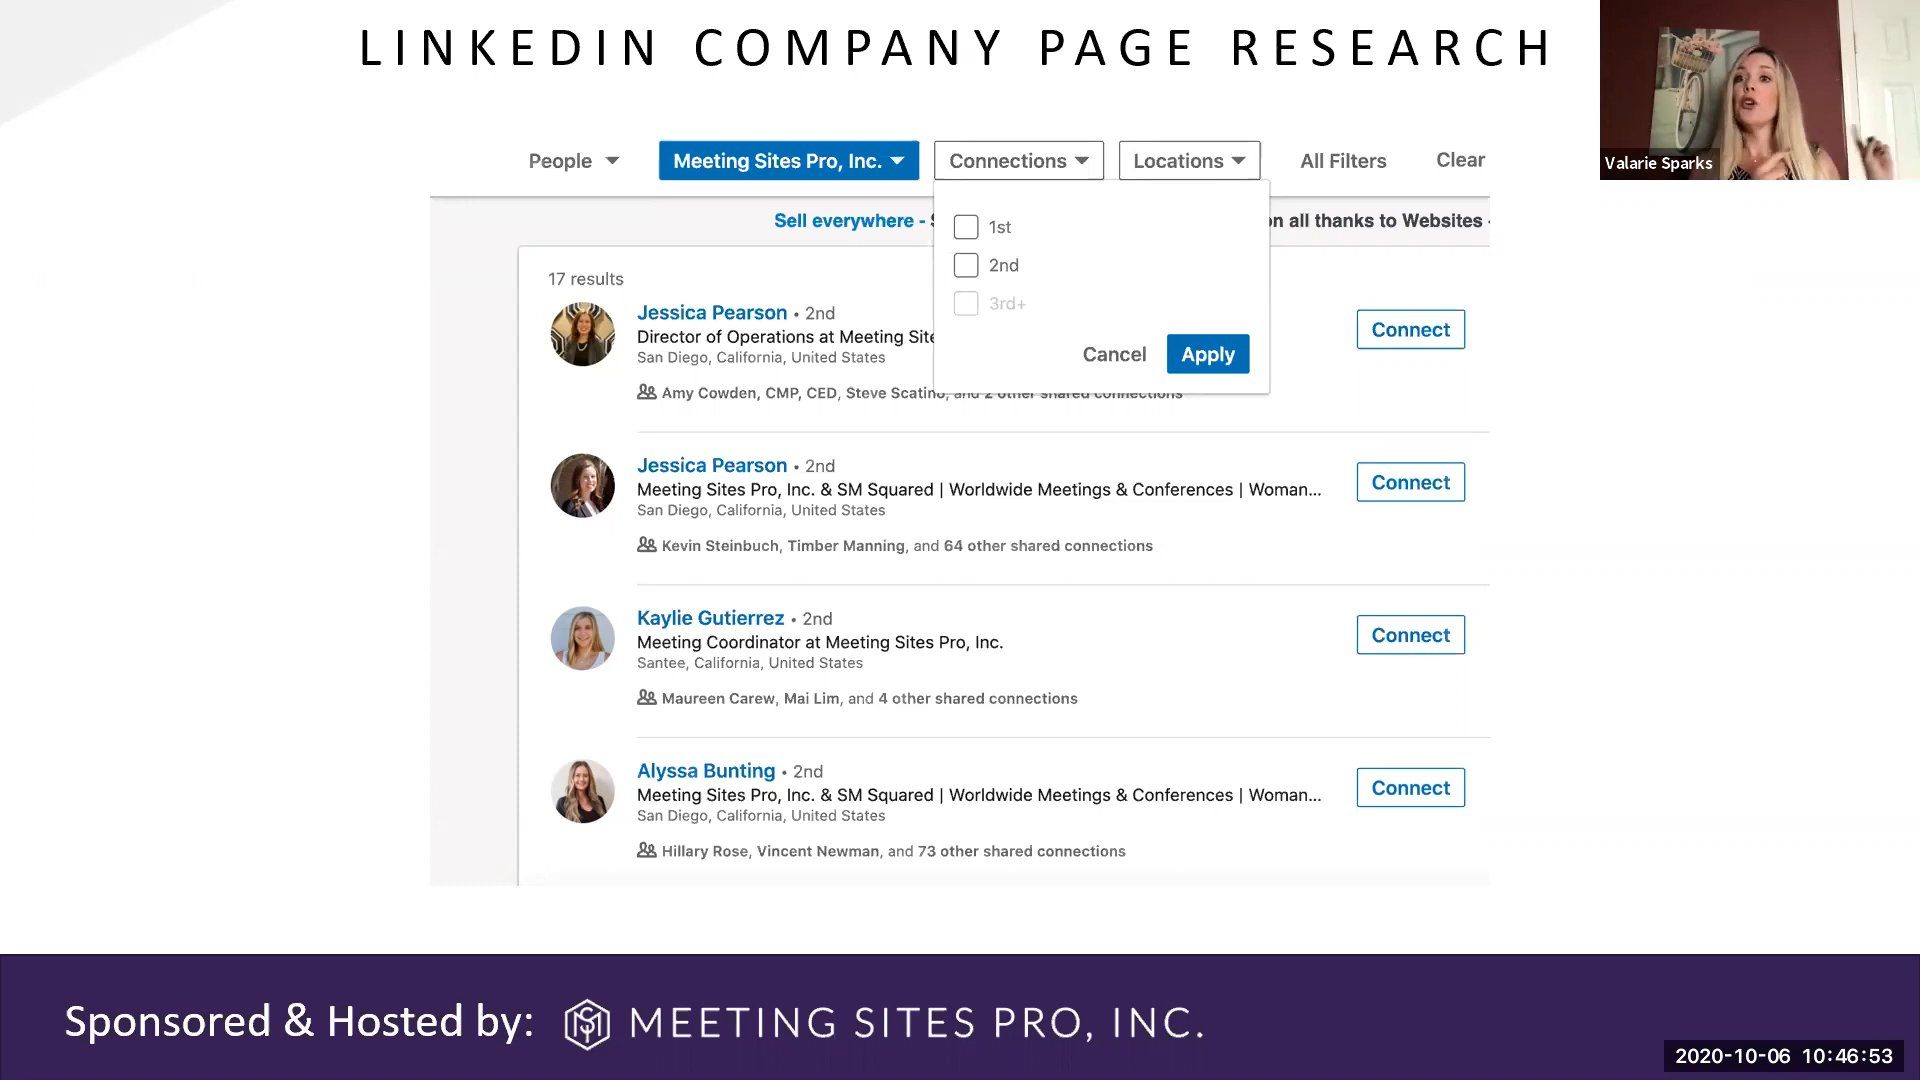 LINKEDIN COMPANY PAGE RESEARCH
Valarie Sparks
People Meeting Sites Pro, Inc. Connections Locations All Filters Clear
Sell everywhere - on all thanks to Websites
1st
2nd
3rd+
Cancel Apply
17 results
Jessica Pearson • 2nd
Connect
Director of Operations at Meeting Site
San Diego, California, United States
Amy Cowden, CMP, CED, Steve Scatino, and 2 other shared connections
Jessica Pearson • 2nd
Connect
Meeting Sites Pro, Inc. & SM Squared | Worldwide Meetings & Conferences | Woman...
San Diego, California, United States
Kevin Steinbuch, Timber Manning, and 64 other shared connections
Kaylie Gutierrez • 2nd
Connect
Meeting Coordinator at Meeting Sites Pro, Inc.
Santee, California, United States
Maureen Carew, Mai Lim, and 4 other shared connections
Alyssa Bunting • 2nd
Connect
Meeting Sites Pro, Inc. & SM Squared | Worldwide Meetings & Conferences | Woman...
San Diego, California, United States
Hillary Rose, Vincent Newman, and 73 other shared connections
Sponsored & Hosted by: MEETING SITES PRO, INC.
2020-10-06 10:46:53